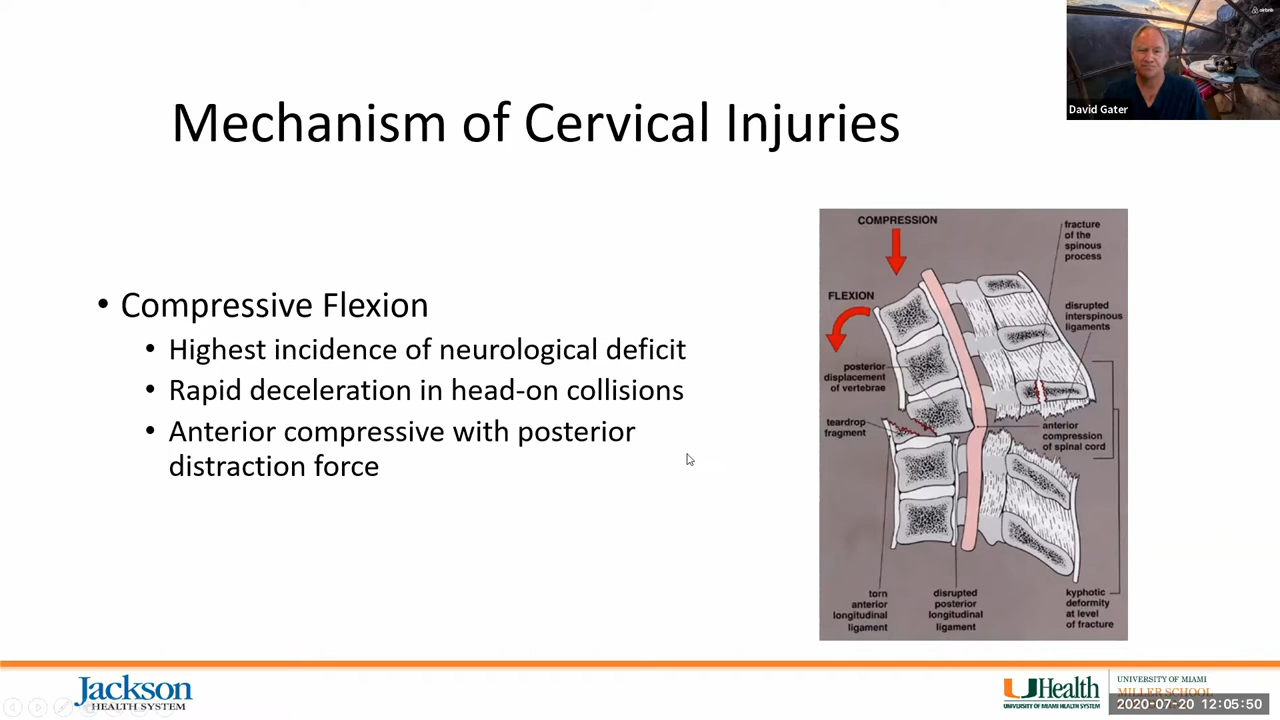 airbnb
David Gater
Mechanism of Cervical Injuries
• Compressive Flexion
• Highest incidence of neurological deficit
• Rapid deceleration in head-on collisions
• Anterior compressive with posterior
distraction force
COMPRESSION
fracture
of the
spinous
process
FLEXION
disrupted
interspinous
ligaments
posterior
displacement
of vertebrae
teardrop
fragment
anterior
compression
of spinal cord
torn
anterior
longitudinal
ligament
disrupted
posterior
longitudinal
ligament
kyphotic
deformity
at level
of fracture
Jackson
HEALTH SYSTEM
UHealth
UNIVERSITY OF MIAMI HEALTH SYSTEM
UNIVERSITY OF MIAMI
MILLER SCHOOL
2020-07-20 12:05:50